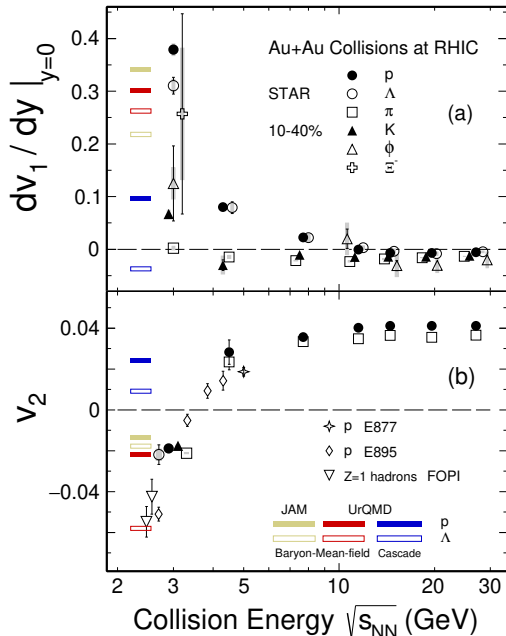 dv₁ / dy |y=0
0.4
0.3
0.2
0.1
0
Au+Au Collisions at RHIC
STAR
10-40%
p
Λ
π
K
ϕ
Ξ⁻
(a)
v₂
0.04
0
−0.04
(b)
p E877
p E895
Z=1 hadrons FOPI
JAM UrQMD
p
Λ
Baryon-Mean-field Cascade
2 3 4 5 10 20 30
Collision Energy √sNN (GeV)